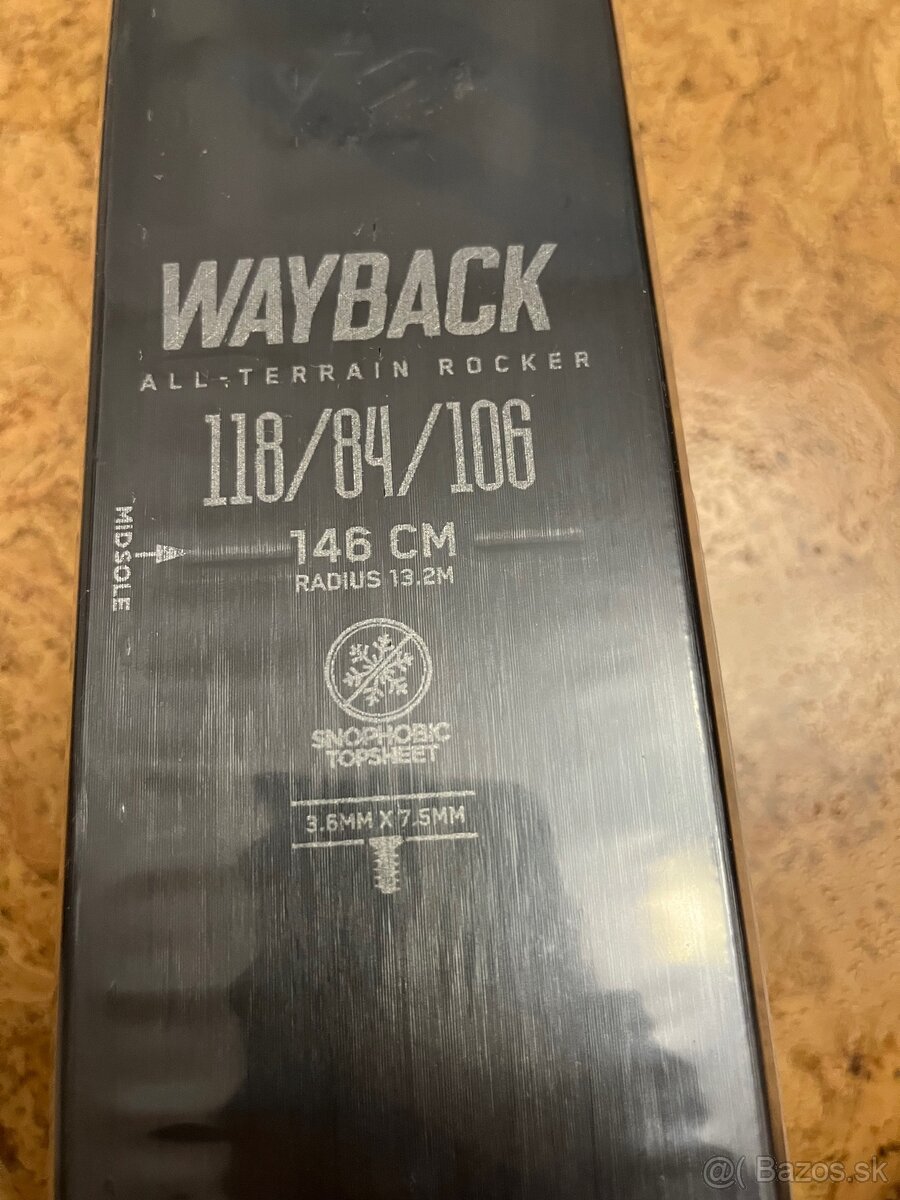 WAYBACK
ALL-TERRAIN ROCKER
118/84/106
MIDSOLE
146 CM
RADIUS 13.2M
SNOPHOBIC
TOPSHEET
3.6MM X 7.5MM
@( Bazos.sk